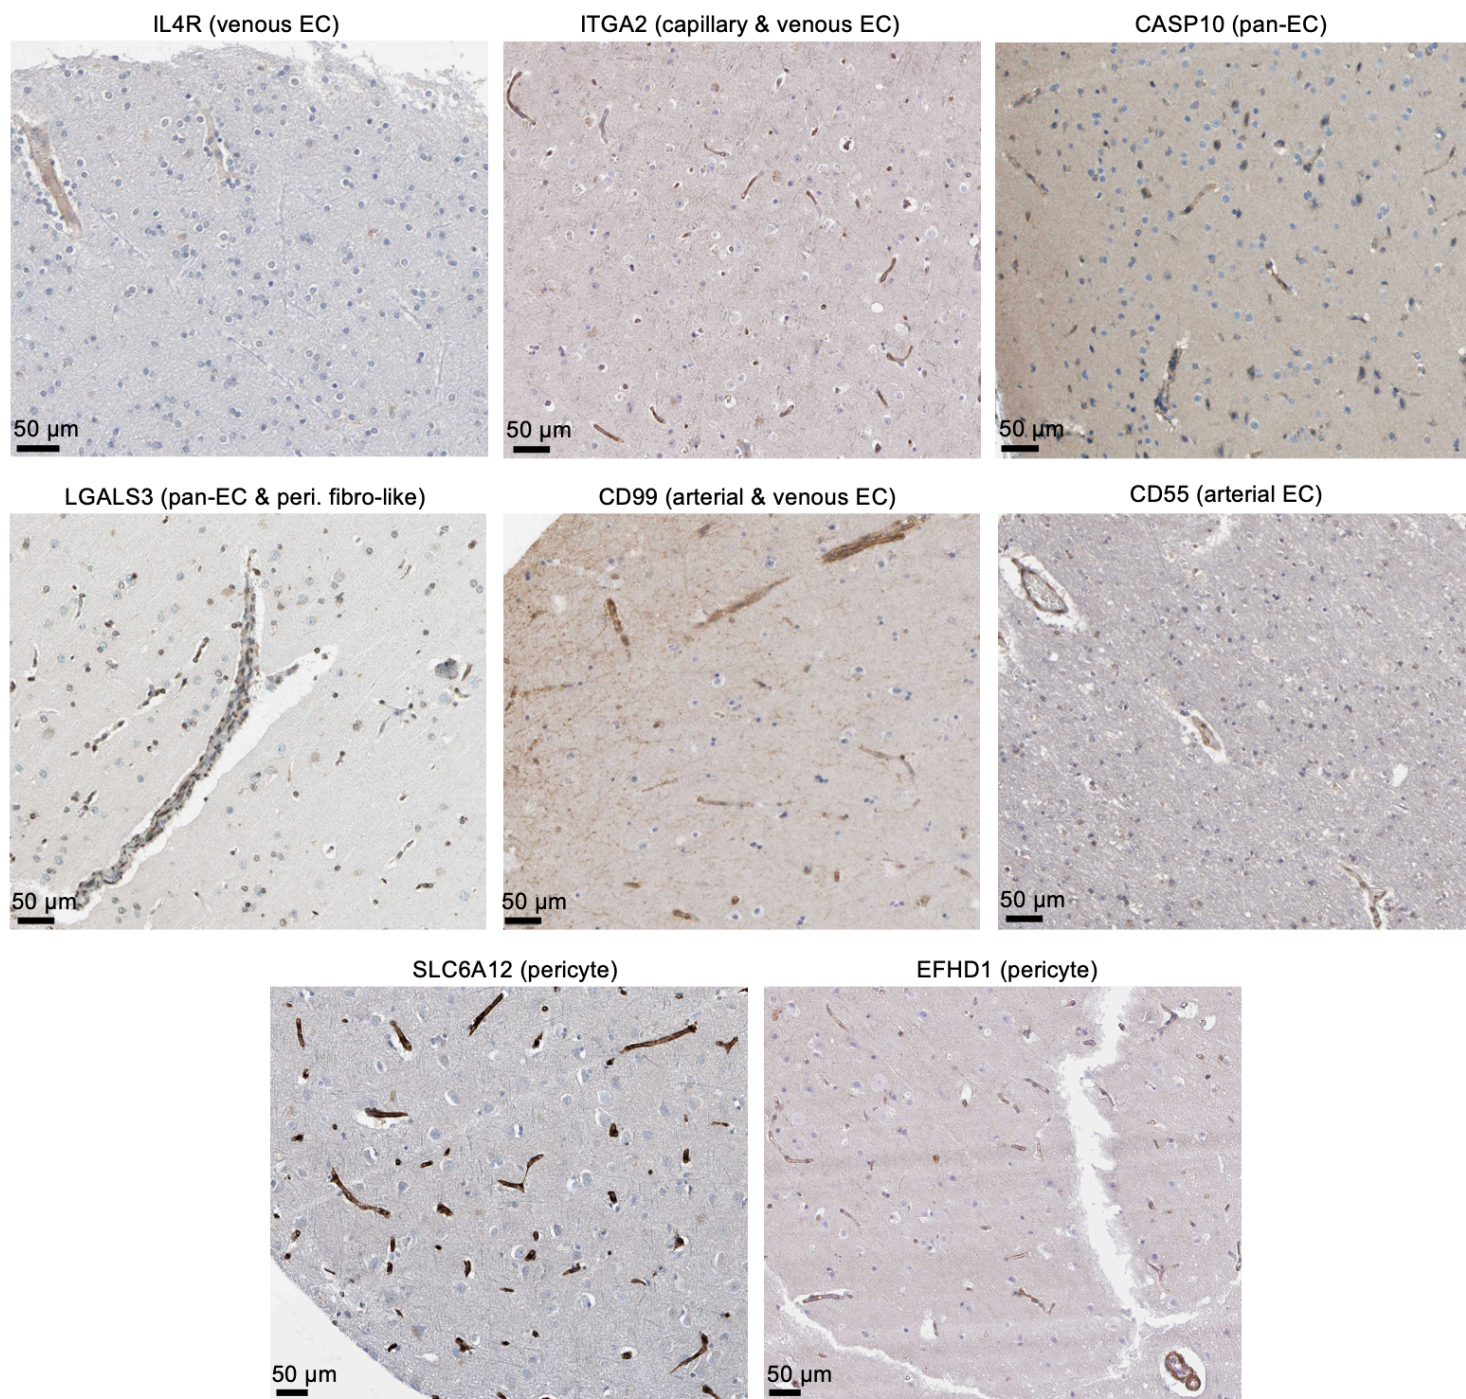 IL4R (venous EC)
ITGA2 (capillary & venous EC)
CASP10 (pan-EC)
50 µm
50 µm
50 µm
LGALS3 (pan-EC & peri. fibro-like)
CD99 (arterial & venous EC)
CD55 (arterial EC)
50 µm
50 µm
50 µm
SLC6A12 (pericyte)
EFHD1 (pericyte)
50 µm
50 µm